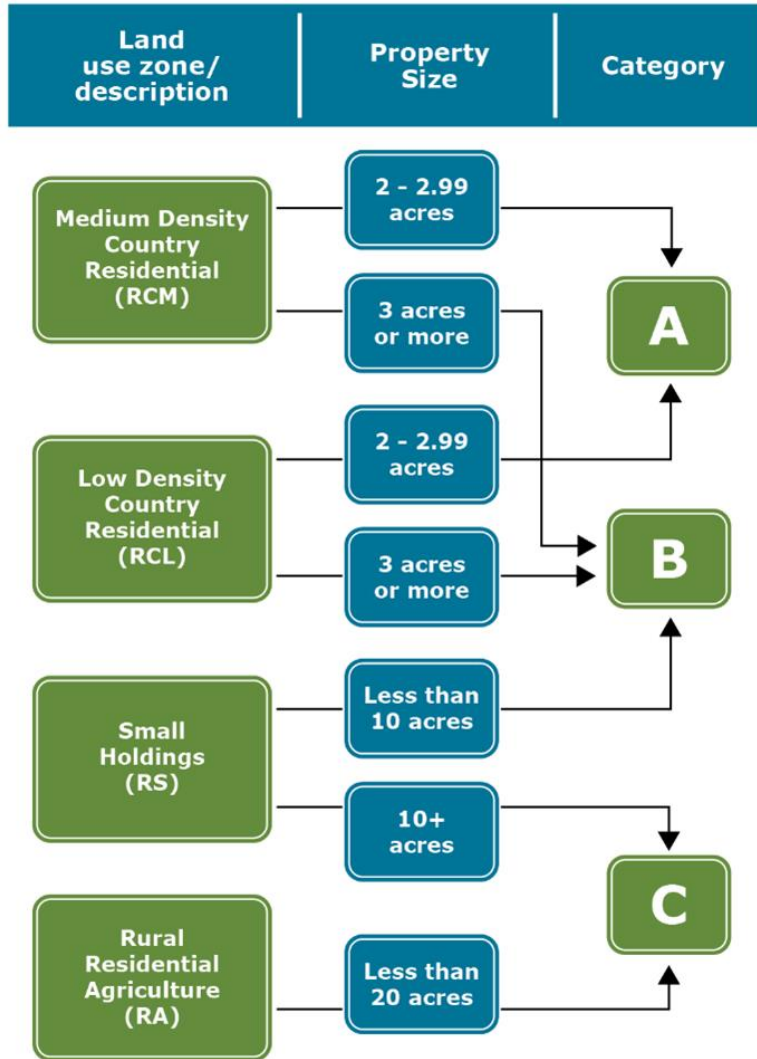 Land
use zone/
description
Property
Size
Category
Medium Density
Country
Residential
(RCM)
2 - 2.99
acres
3 acres
or more
A
Low Density
Country
Residential
(RCL)
2 - 2.99
acres
3 acres
or more
B
Small
Holdings
(RS)
Less than
10 acres
10+
acres
C
Rural
Residential
Agriculture
(RA)
Less than
20 acres